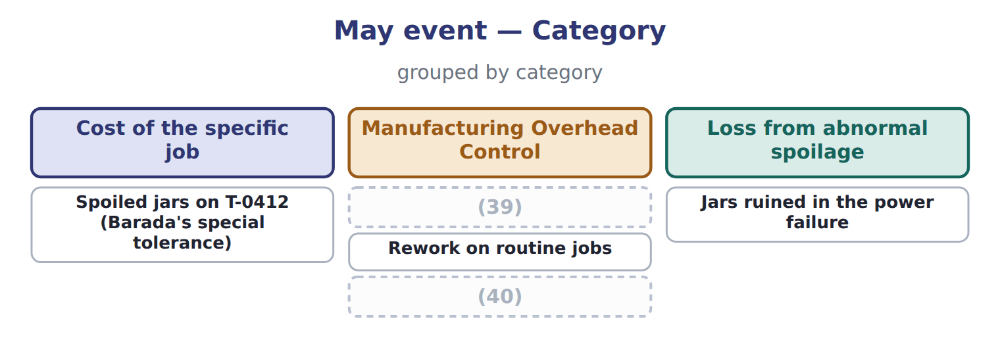 May event — Category
grouped by category
Cost of the specific
job
Spoiled jars on T-0412
(Barada's special
tolerance)
Manufacturing Overhead
Control
(39)
Rework on routine jobs
(40)
Loss from abnormal
spoilage
Jars ruined in the power
failure